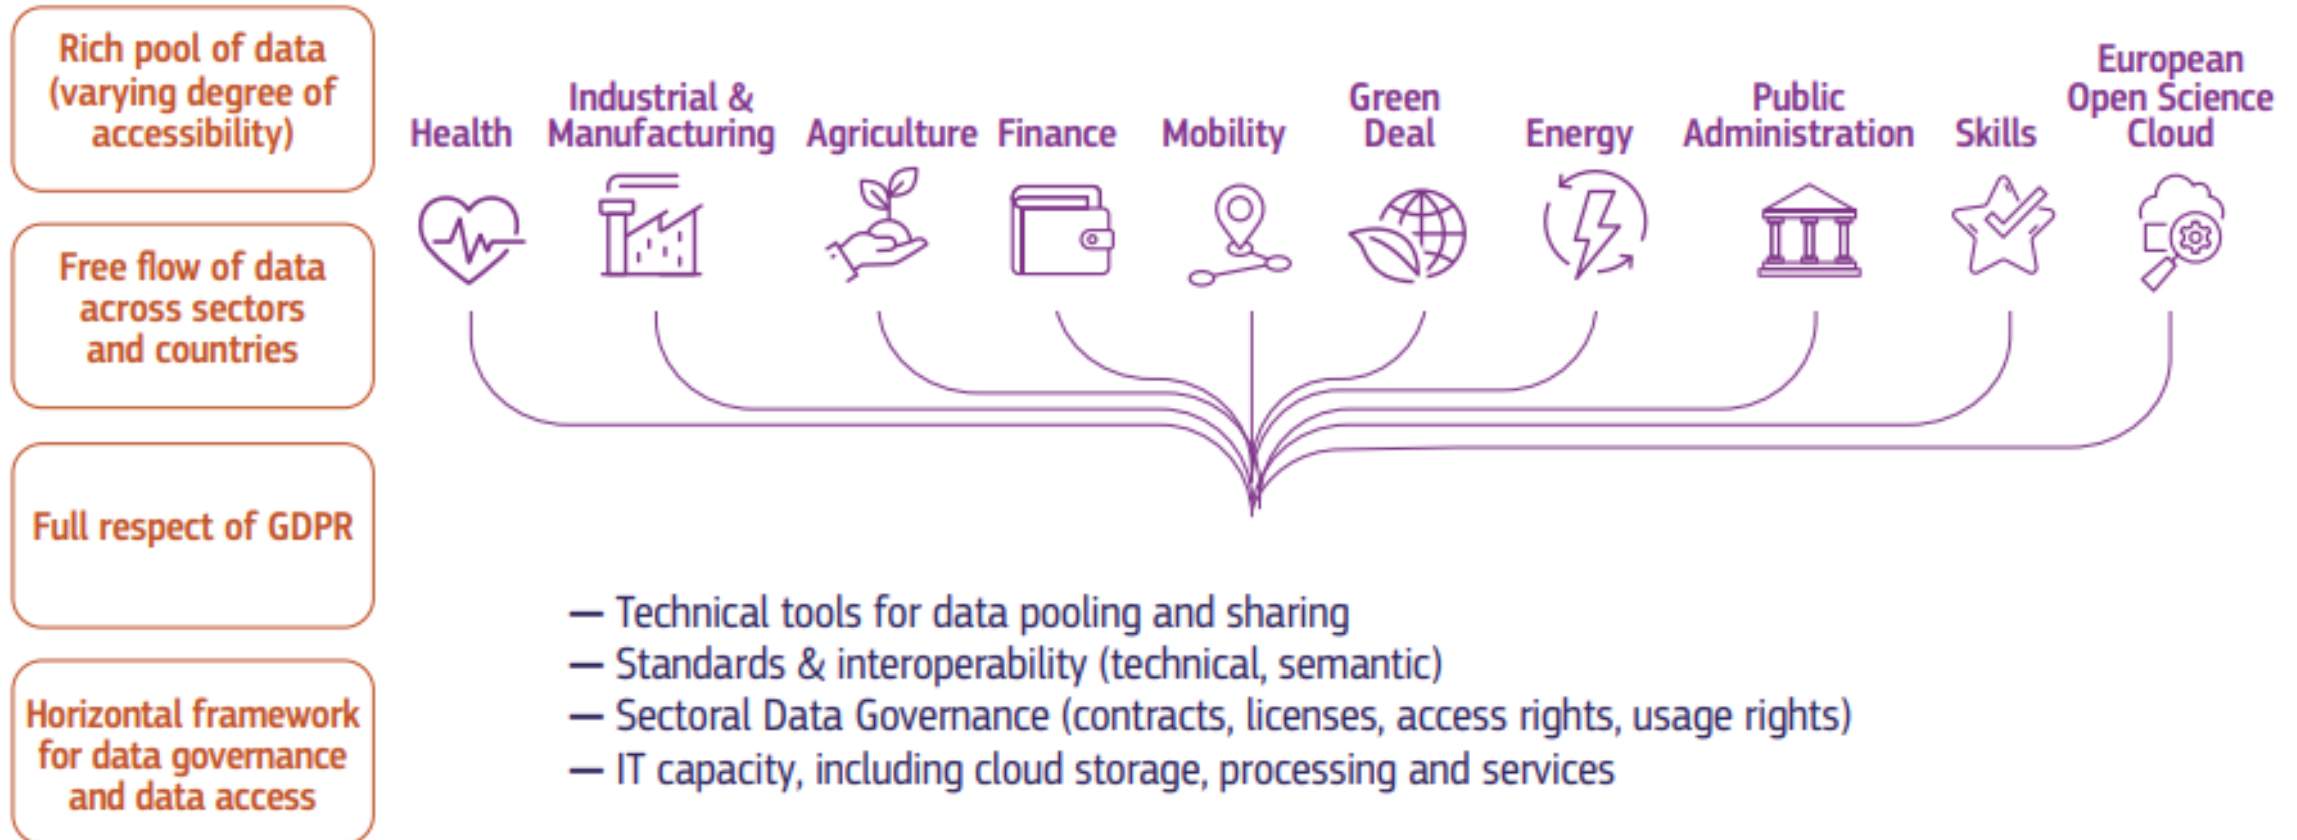 Rich pool of data
(varying degree of
accessibility)
Free flow of data
across sectors
and countries
Full respect of GDPR
Horizontal framework
for data governance
and data access
Health
Industrial &
Manufacturing
Agriculture
Finance
Mobility
Green
Deal
Energy
Public
Administration
Skills
European
Open Science
Cloud
— Technical tools for data pooling and sharing
— Standards & interoperability (technical, semantic)
— Sectoral Data Governance (contracts, licenses, access rights, usage rights)
— IT capacity, including cloud storage, processing and services